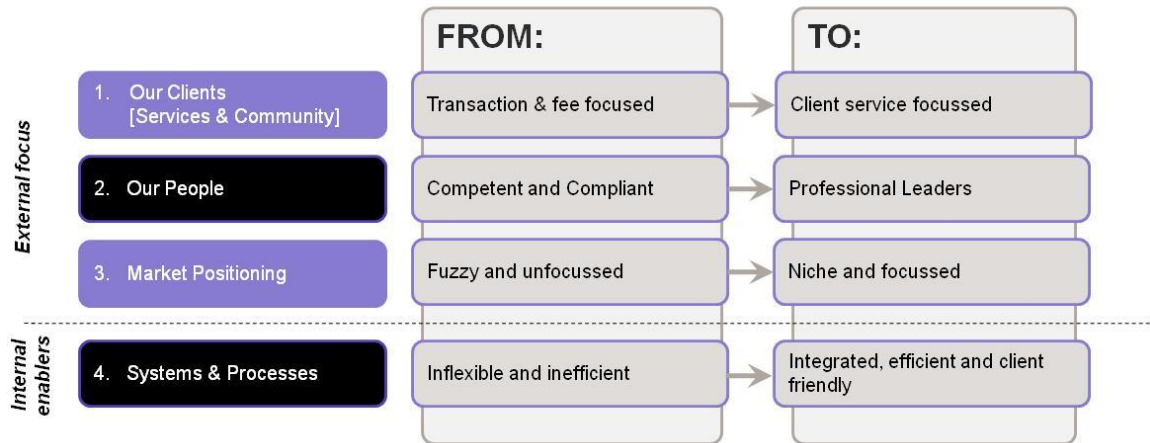 FROM:
TO:
External focus
1. Our Clients
[Services & Community]
Transaction & fee focused
Client service focussed
2. Our People
Competent and Compliant
Professional Leaders
3. Market Positioning
Fuzzy and unfocussed
Niche and focussed
Internal
enablers
4. Systems & Processes
Inflexible and inefficient
Integrated, efficient and client
friendly